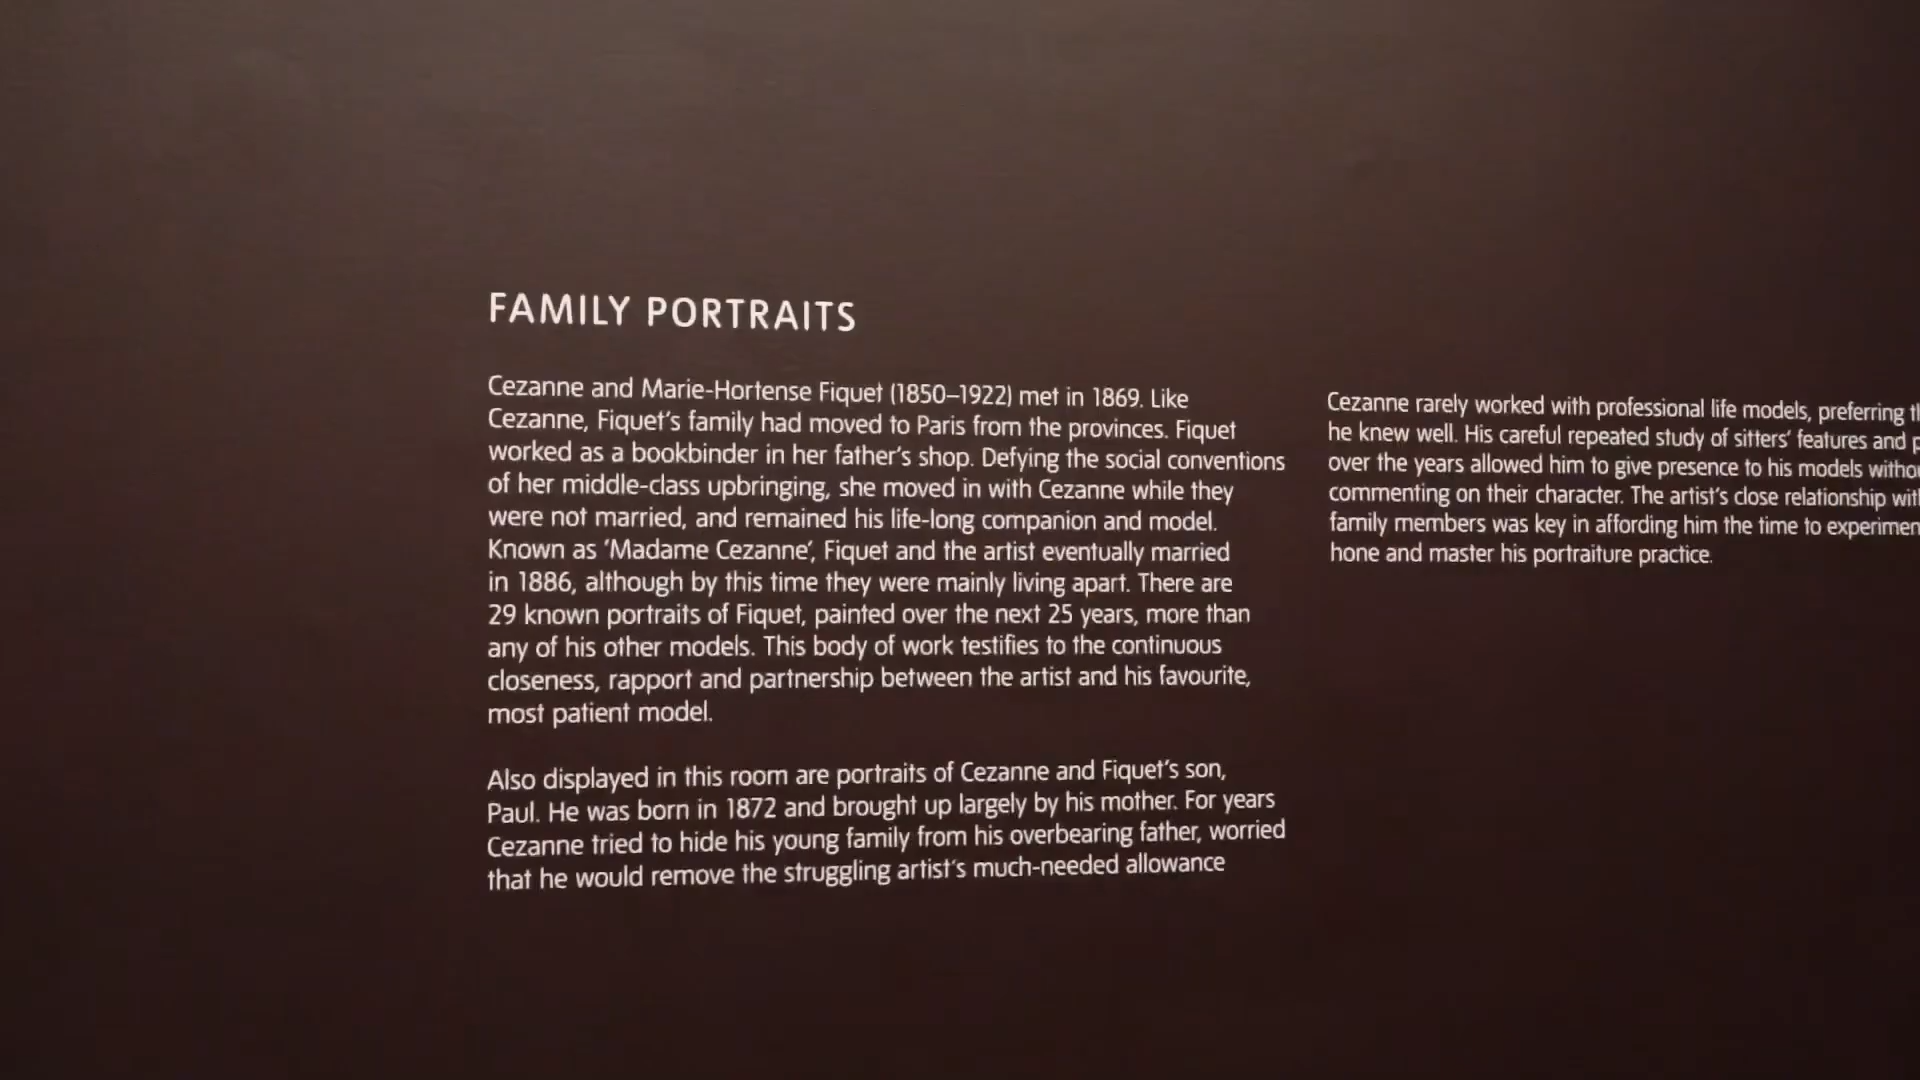 FAMILY PORTRAITS
Cezanne and Marie-Hortense Fiquet (1850–1922) met in 1869. Like
Cezanne, Fiquet's family had moved to Paris from the provinces. Fiquet
worked as a bookbinder in her father's shop. Defying the social conventions
of her middle-class upbringing, she moved in with Cezanne while they
were not married, and remained his life-long companion and model.
Known as 'Madame Cezanne', Fiquet and the artist eventually married
in 1886, although by this time they were mainly living apart. There are
29 known portraits of Fiquet, painted over the next 25 years, more than
any of his other models. This body of work testifies to the continuous
closeness, rapport and partnership between the artist and his favourite,
most patient model.
Also displayed in this room are portraits of Cezanne and Fiquet's son,
Paul. He was born in 1872 and brought up largely by his mother. For years
Cezanne tried to hide his young family from his overbearing father, worried
that he would remove the struggling artist's much-needed allowance
Cezanne rarely worked with professional life models, preferring
he knew well. His careful repeated study of sitters' features and
over the years allowed him to give presence to his models
commenting on their character. The artist's close relationship
family members was key in affording him the time to
hone and master his portraiture practice.